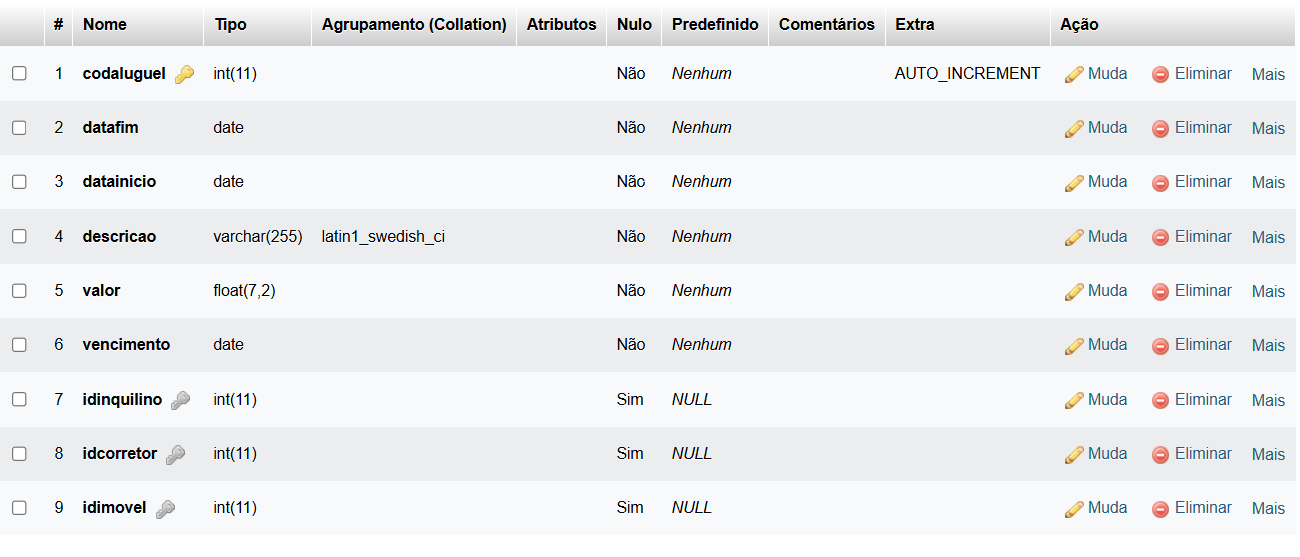 # Nome Tipo Agrupamento (Collation) Atributos Nulo Predefinido Comentários Extra Ação
1 codaluguel int(11) Não Nenhum AUTO_INCREMENT Muda Eliminar Mais
2 datafim date Não Nenhum Muda Eliminar Mais
3 datainicio date Não Nenhum Muda Eliminar Mais
4 descricao varchar(255) latin1_swedish_ci Não Nenhum Muda Eliminar Mais
5 valor float(7,2) Não Nenhum Muda Eliminar Mais
6 vencimento date Não Nenhum Muda Eliminar Mais
7 idinquilino int(11) Sim NULL Muda Eliminar Mais
8 idcorretor int(11) Sim NULL Muda Eliminar Mais
9 idimovel int(11) Sim NULL Muda Eliminar Mais